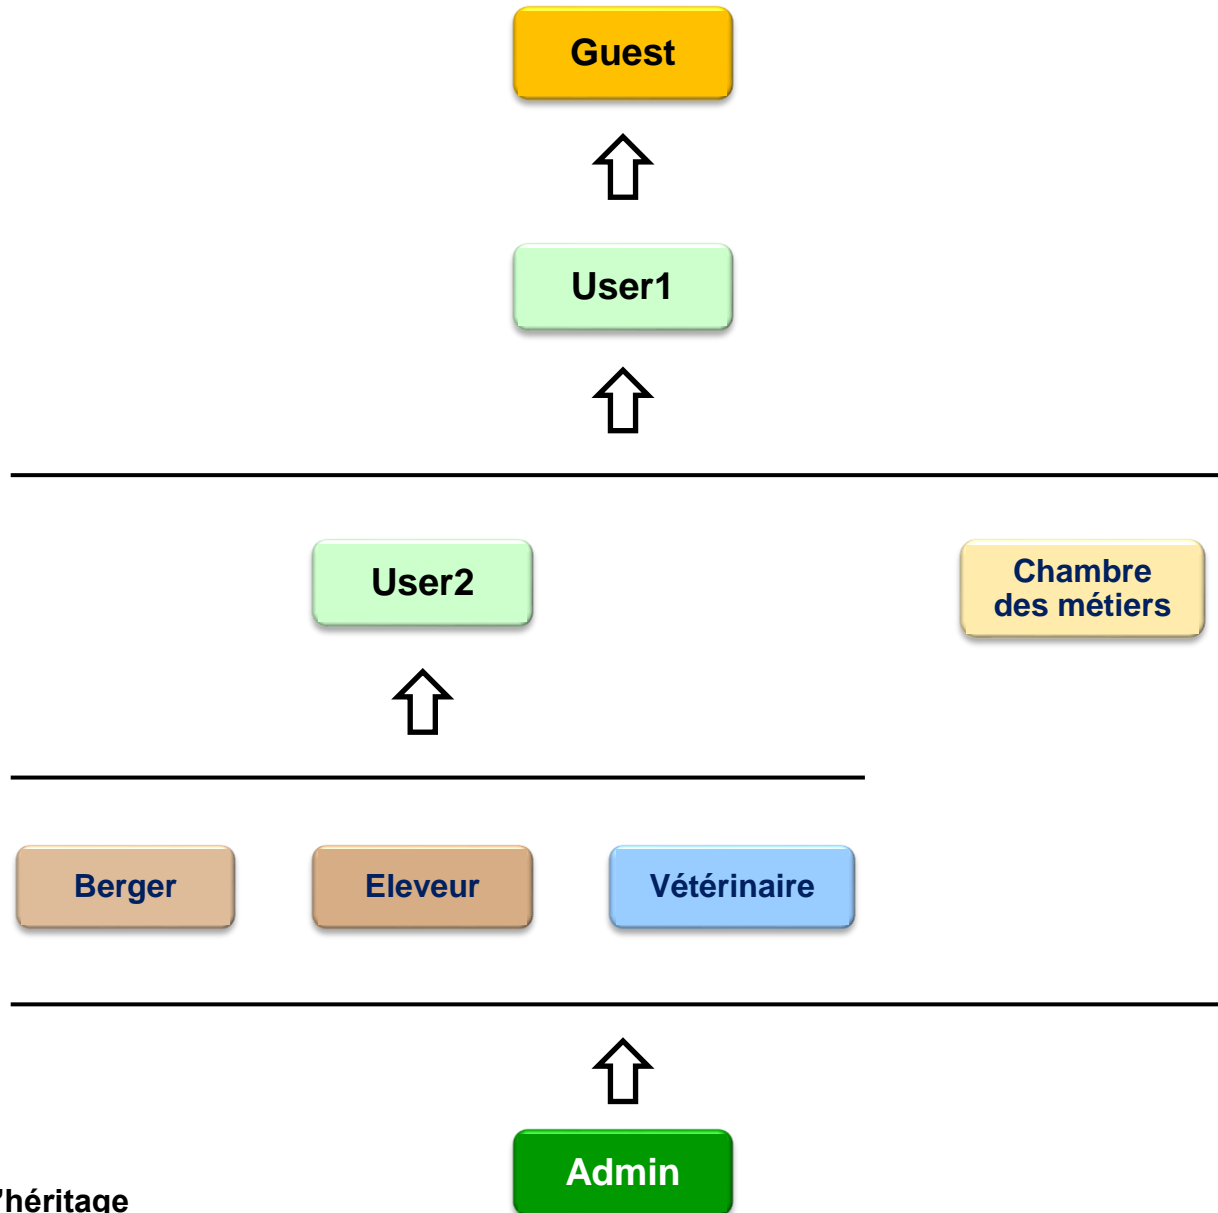 Guest
User1
User2
Chambre
des métiers
Berger
Eleveur
Vétérinaire
Admin
'héritage